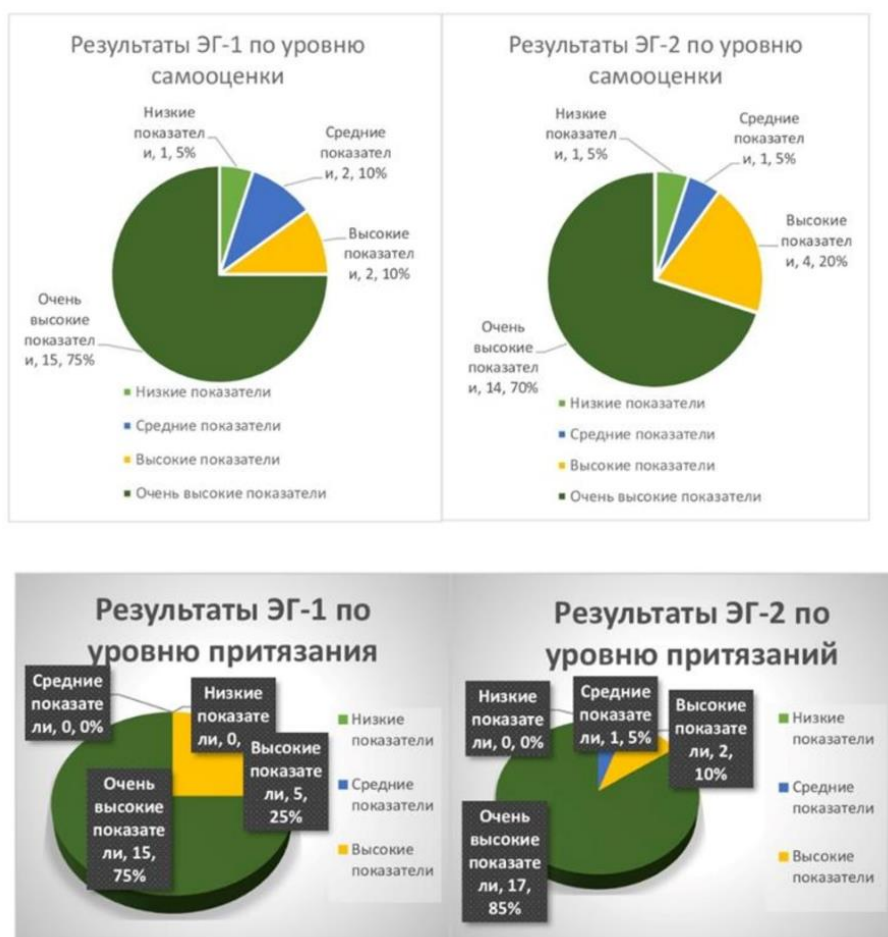 Результаты ЭГ-1 по уровню
самооценки
Низкие
показател
и, 1, 5%
Средние
показател
и, 2, 10%
Высокие
показател
и, 2, 10%
Очень
высокие
показател
и, 15, 75%
Низкие показатели
Средние показатели
Высокие показатели
Очень высокие показатели
Результаты ЭГ-2 по уровню
самооценки
Низкие
показател
и, 1, 5%
Средние
показател
и, 1, 5%
Высокие
показател
и, 4, 20%
Очень
высокие
показател
и, 14, 70%
Низкие показатели
Средние показатели
Высокие показатели
Очень высокие показатели
Результаты ЭГ-1 по
уровню притязания
Средние
показате
ли, 0, 0%
Низкие
показате
ли, 0,
Высокие
показате
ли, 5,
25%
Очень
высокие
показате
ли, 15,
75%
Низкие
показатели
Средние
показатели
Высокие
показатели
Результаты ЭГ-2 по
уровню притязаний
Низкие
показате
ли, 0, 0%
Средние
показате
ли, 1, 5%
Высокие
показате
ли, 2,
10%
Очень
высокие
показате
ли, 17,
85%
Низкие
показатели
Средние
показатели
Высокие
показатели